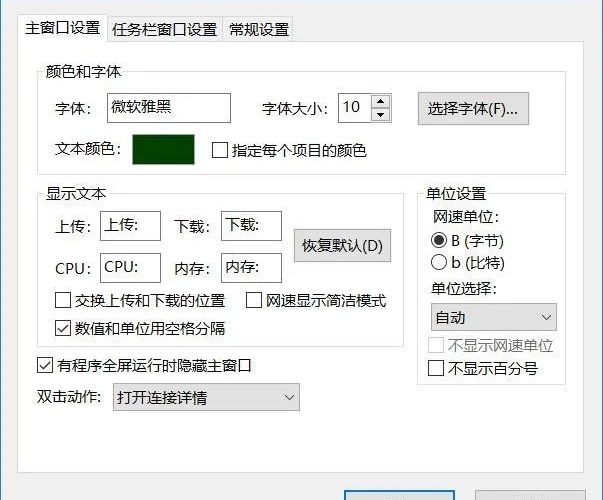 主窗口设置 任务栏窗口设置 常规设置
颜色和字体
字体： 微软雅黑 字体大小： 10 选择字体(F)...
文本颜色： 指定每个项目的颜色
显示文本
上传： 上传: 下载： 下载:
恢复默认(D)
CPU： CPU: 内存： 内存:
交换上传和下载的位置 网速显示简洁模式
数值和单位用空格分隔
单位设置
网速单位：
B (字节)
b (比特)
单位选择：
自动
不显示网速单位
不显示百分号
有程序全屏运行时隐藏主窗口
双击动作： 打开连接详情